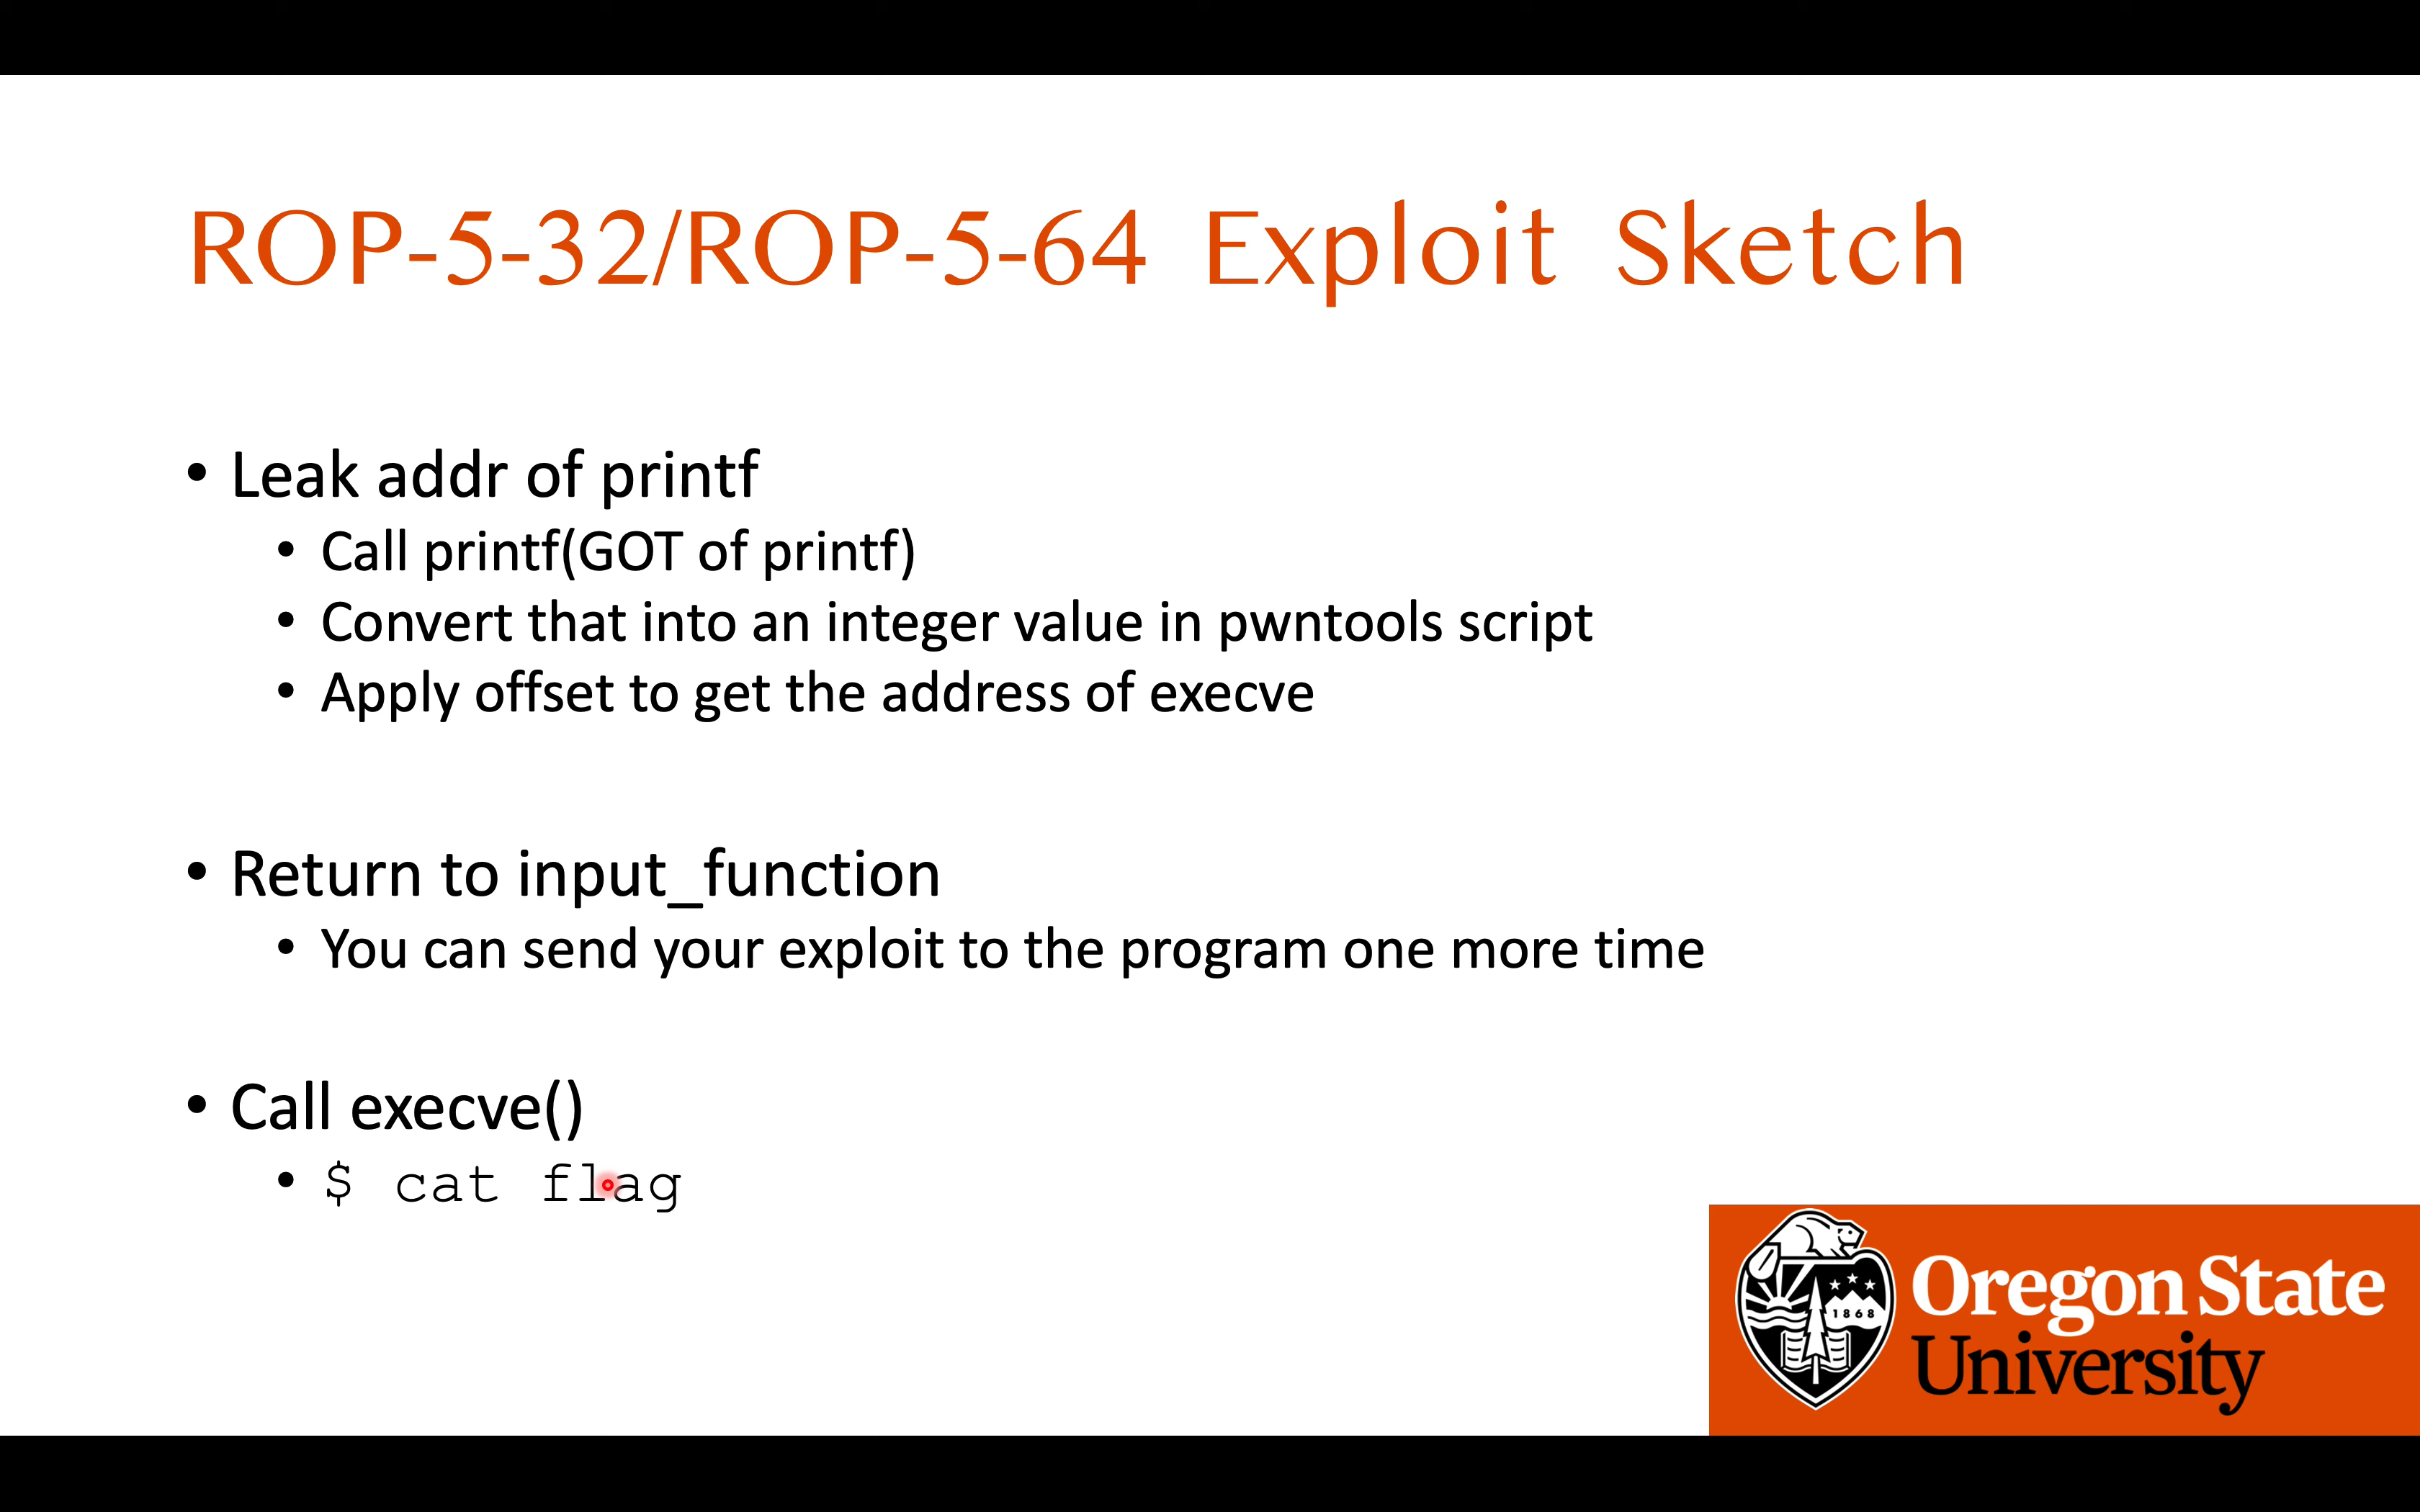 ROP-5-32/ROP-5-64 Exploit Sketch
• Leak addr of printf
• Call printf(GOT of printf)
• Convert that into an integer value in pwntools script
• Apply offset to get the address of execve
• Return to input_function
• You can send your exploit to the program one more time
• Call execve()
• $ cat flag
1868
Oregon State
University